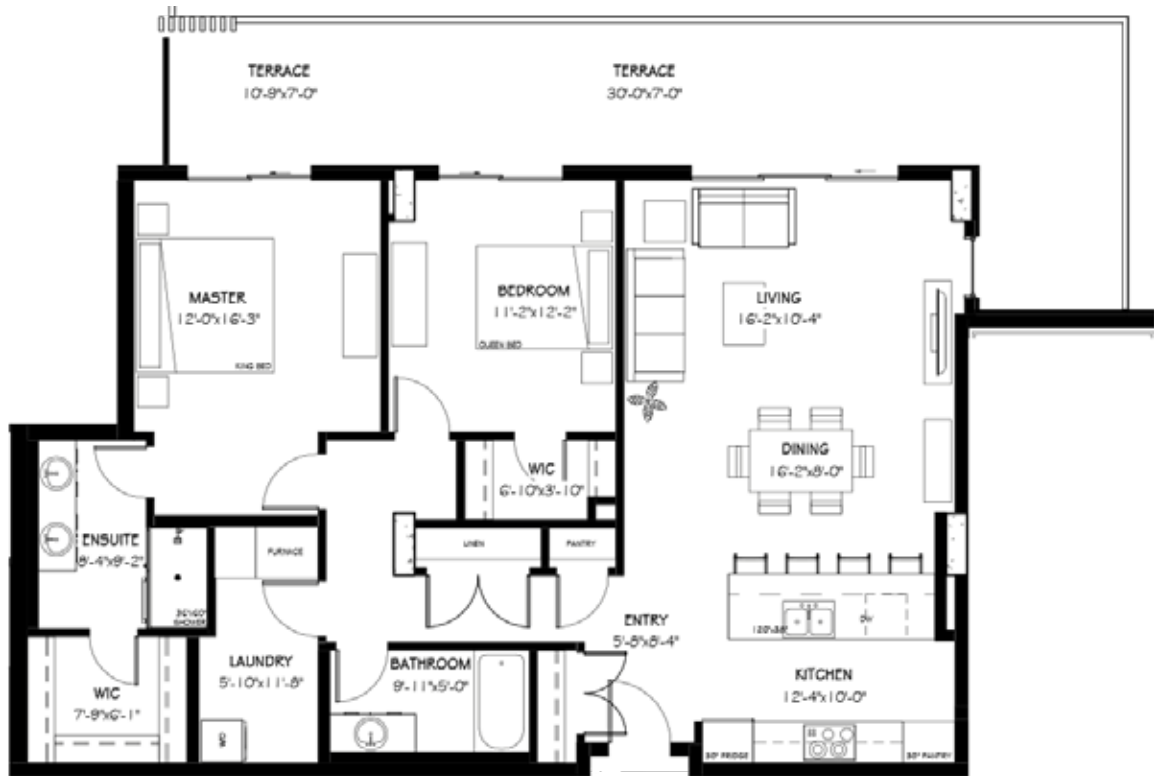 TERRACE
10'-9"x7'-0"
TERRACE
30'-0"x7'-0"
MASTER
12'-0"x16'-3"
KING BED
BEDROOM
11'-2"x12'-2"
QUEEN BED
LIVING
16'-2"x10'-4"
DINING
16'-2"x8'-0"
WIC
6'-10"x3'-10"
ENSUITE
8'-4"x9'-2"
FURNACE
LINEN
PANTRY
36"x60"
SHOWER
ENTRY
5'-8"x8'-4"
DW
LAUNDRY
5'-10"x11'-8"
BATHROOM
9'-11"x5'-0"
WIC
7'-9"x6'-1"
KITCHEN
12'-4"x10'-0"
30" FRIDGE
30" PANTRY